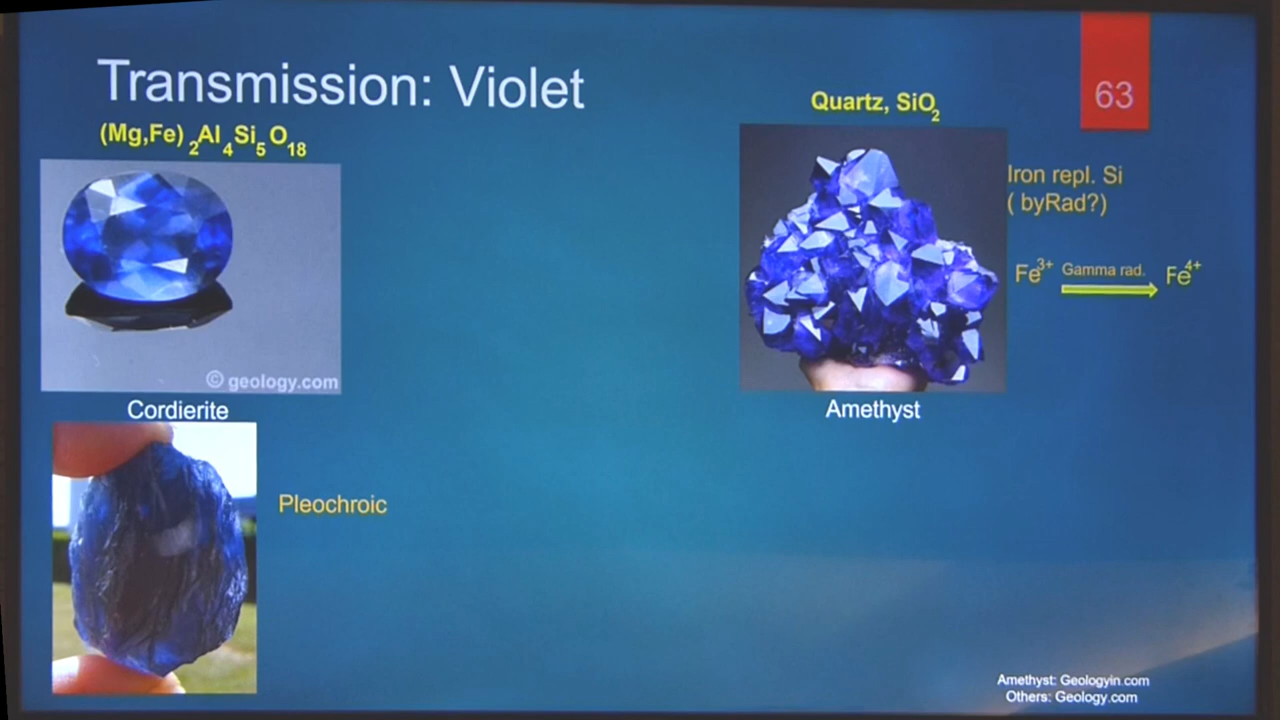 Transmission: Violet
63
(Mg,Fe)₂Al₄Si₅O₁₈
© geology.com
Cordierite
Pleochroic
Quartz, SiO₂
Iron repl. Si
( byRad?)
Fe³⁺ Gamma rad. Fe⁴⁺
Amethyst
Amethyst: Geologyin.com
Others: Geology.com